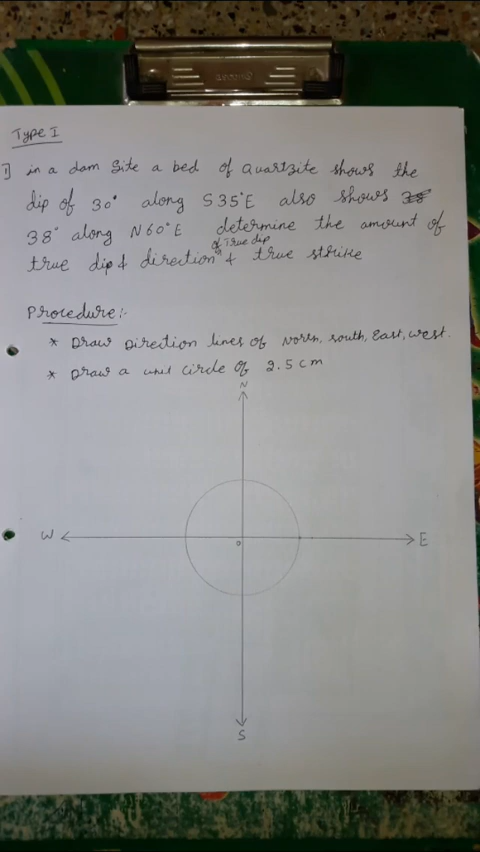 Type I
1] in a dam Site a bed of Quartzite shows the
dip of 30° along S35°E also shows 38
38° along N60°E determine the amount of
of True dip
true dip & direction & true strike
Procedure:-
* Draw Direction lines of North, south, East, west.
* Draw a unit circle of 2.5 cm
N
W
o
E
S